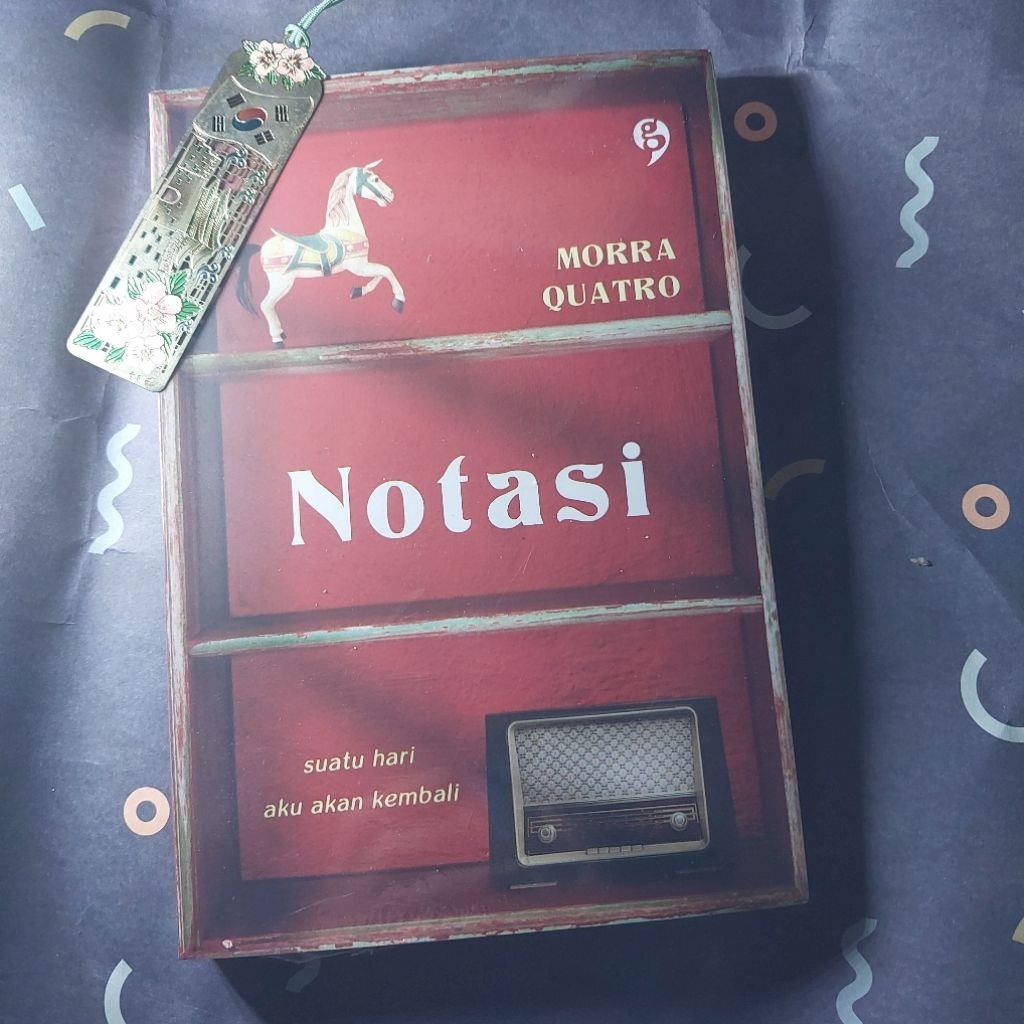 MORRA
QUATRO
Notasi
suatu hari
aku akan kembali